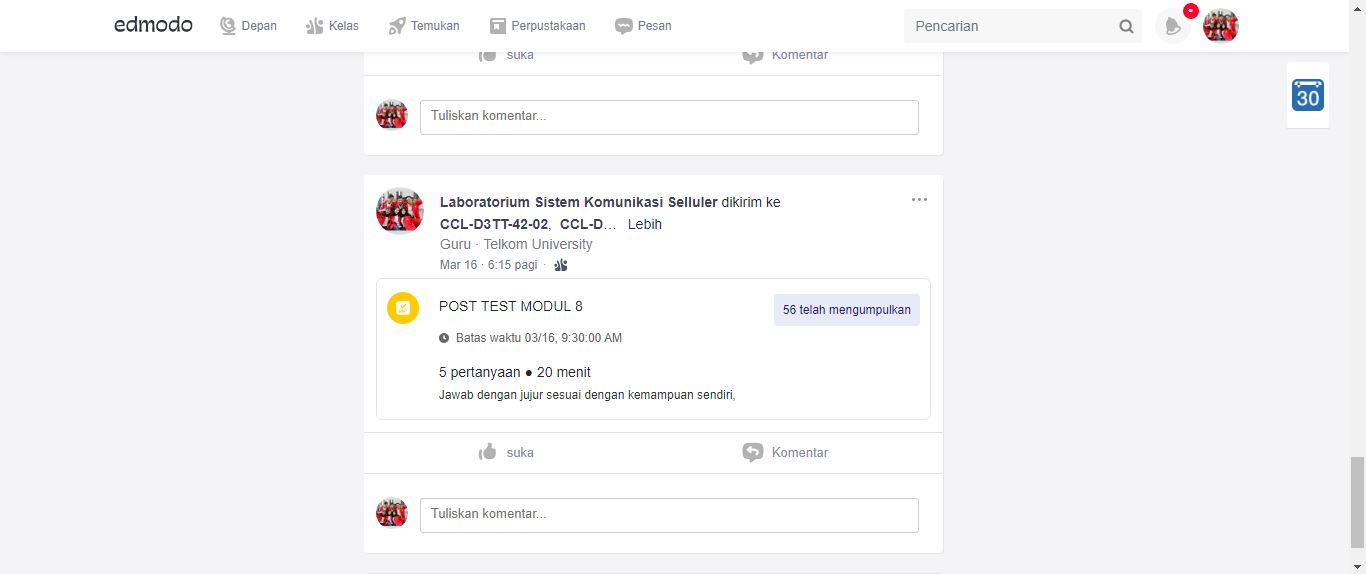 edmodo Depan Kelas Temukan Perpustakaan Pesan Pencarian
suka Komentar
30
Tuliskan komentar...
Laboratorium Sistem Komunikasi Selluler dikirim ke
CCL-D3TT-42-02, CCL-D... Lebih
Guru · Telkom University
Mar 16 · 6:15 pagi ·
POST TEST MODUL 8
56 telah mengumpulkan
Batas waktu 03/16, 9:30:00 AM
5 pertanyaan ● 20 menit
Jawab dengan jujur sesuai dengan kemampuan sendiri,
suka Komentar
Tuliskan komentar...